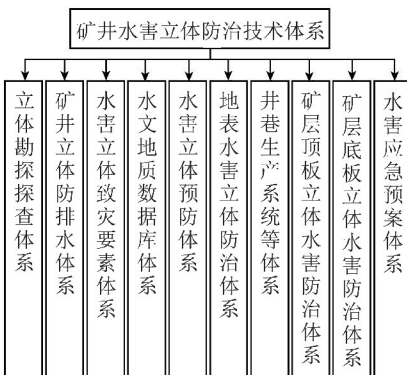 矿井水害立体防治技术体系
立体勘探探查体系
矿井立体防排水体系
水害立体致灾要素体系
水文地质数据库体系
水害立体预防体系
地表水害立体防治体系
井巷生产系统等体系
矿层顶板立体水害防治体系
矿层底板立体水害防治体系
水害应急预案体系